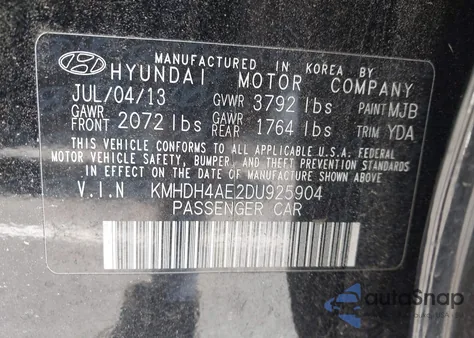 MANUFACTURED IN KOREA BY
HYUNDAI MOTOR COMPANY
JUL/04/13 GVWR 3792 lbs PAINT MJB
GAWR FRONT 2072 lbs GAWR REAR 1764 lbs TRIM YDA
THIS VEHICLE CONFORMS TO ALL APPLICABLE U.S.A. FEDERAL
MOTOR VEHICLE SAFETY, BUMPER, AND THEFT PREVENTION STANDARDS
IN EFFECT ON THE DATE OF MANUFACTURE SHOWN ABOVE.
V.I.N KMHDH4AE2DU925904
PASSENGER CAR
autoSnap